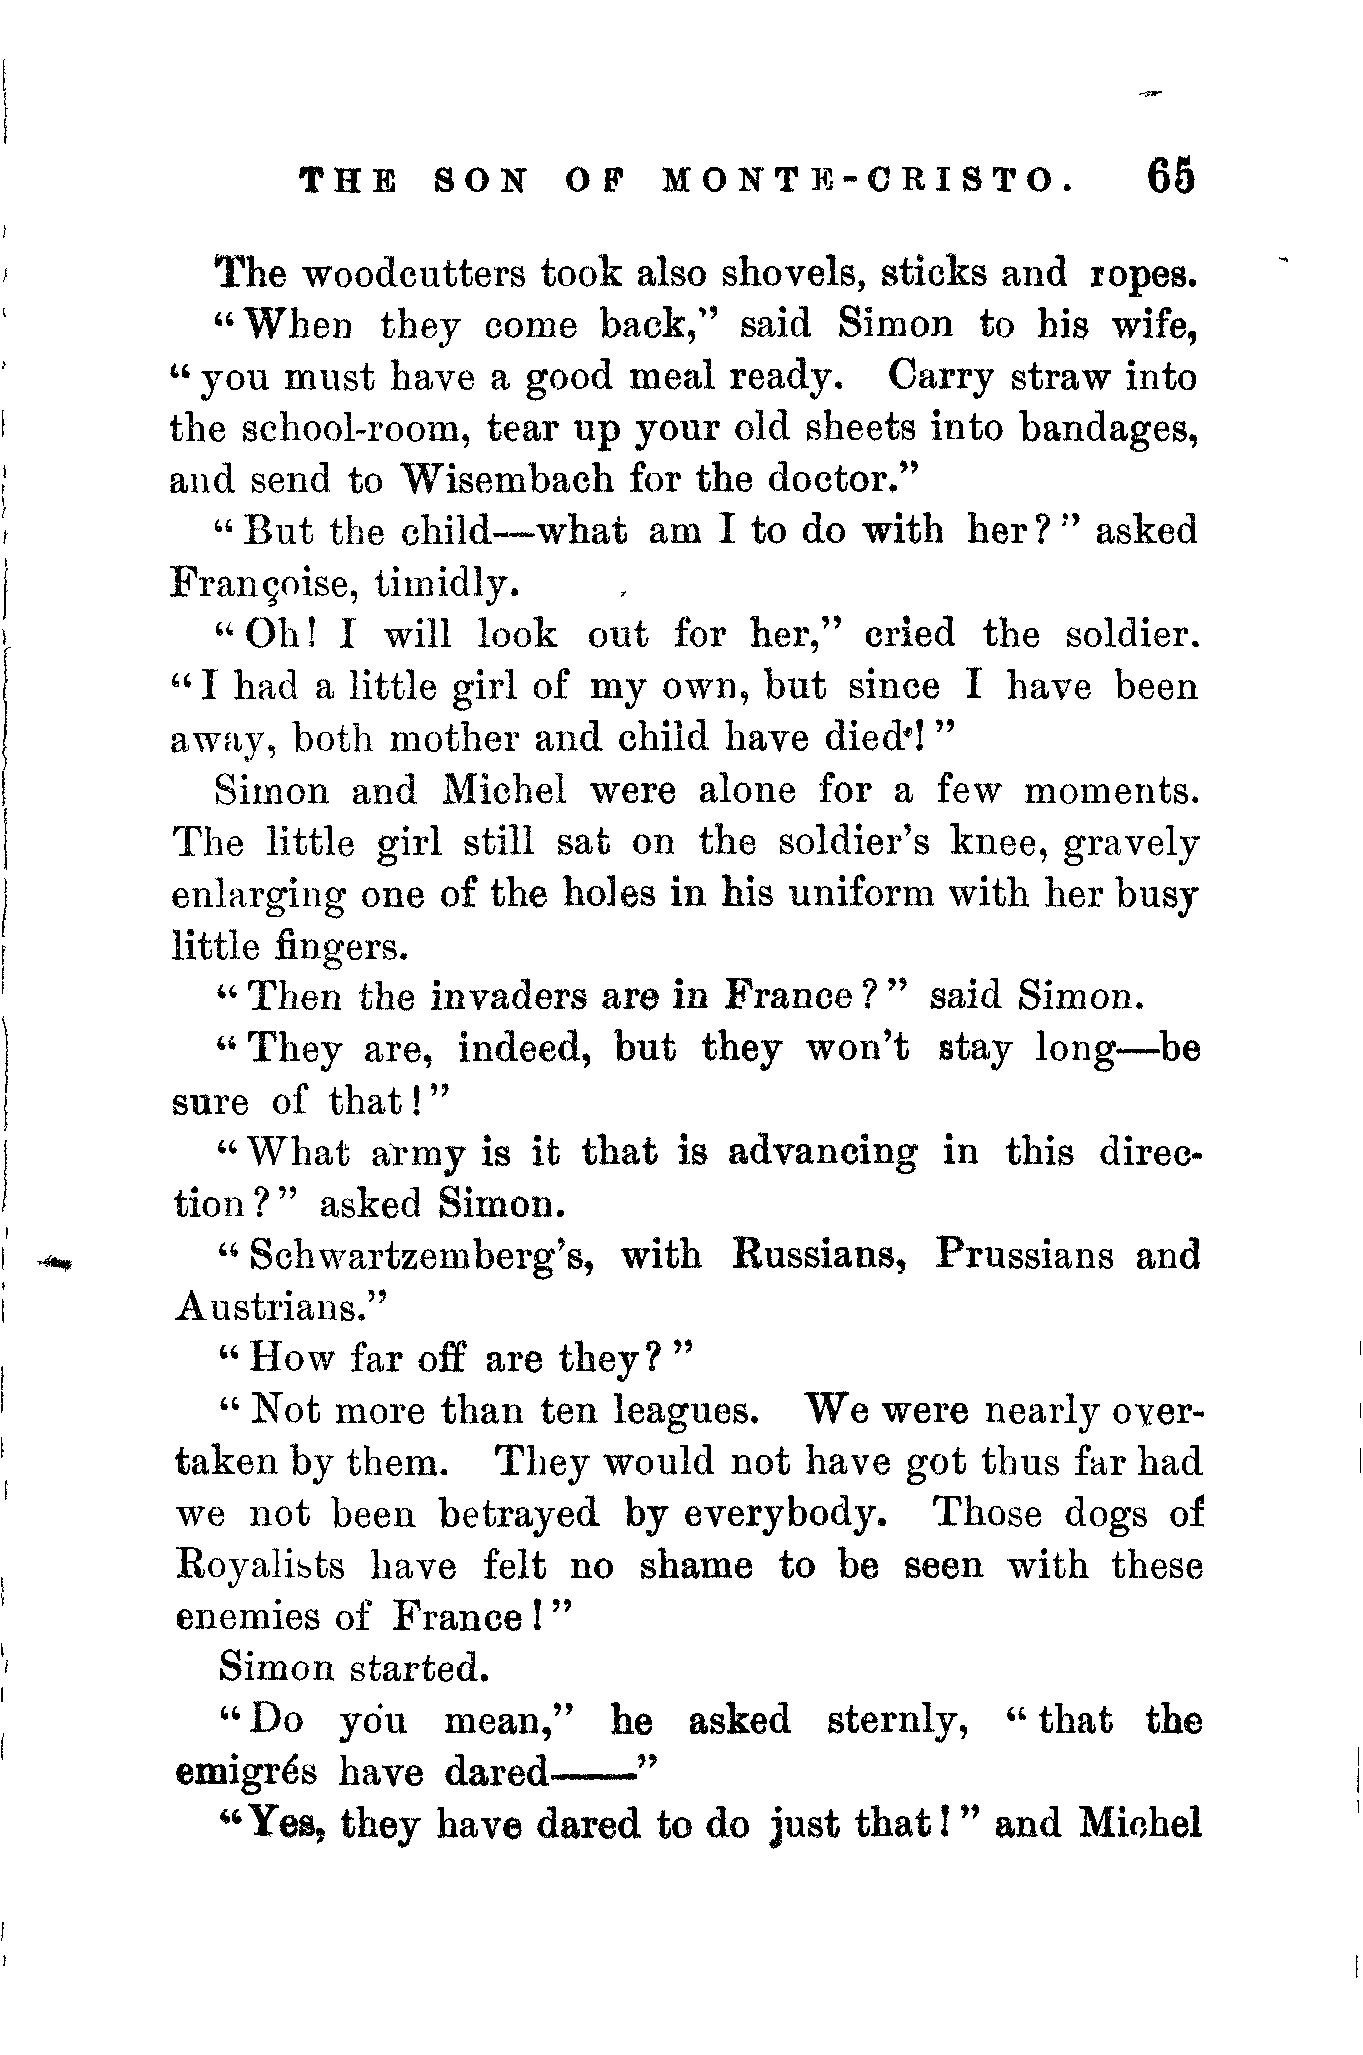 THE SON OF MONTE-CRISTO. 65
The woodcutters took also shovels, sticks and ropes.
"When they come back," said Simon to his wife,
"you must have a good meal ready. Carry straw into
the school-room, tear up your old sheets into bandages,
and send to Wisembach for the doctor."
"But the child—what am I to do with her?" asked
Françoise, timidly.
"Oh! I will look out for her," cried the soldier.
"I had a little girl of my own, but since I have been
away, both mother and child have died!"
Simon and Michel were alone for a few moments.
The little girl still sat on the soldier's knee, gravely
enlarging one of the holes in his uniform with her busy
little fingers.
"Then the invaders are in France?" said Simon.
"They are, indeed, but they won't stay long—be
sure of that!"
"What army is it that is advancing in this direc-
tion?" asked Simon.
"Schwartzemberg's, with Russians, Prussians and
Austrians."
"How far off are they?"
"Not more than ten leagues. We were nearly over-
taken by them. They would not have got thus far had
we not been betrayed by everybody. Those dogs of
Royalists have felt no shame to be seen with these
enemies of France!"
Simon started.
"Do you mean," he asked sternly, "that the
emigrés have dared——"
"Yes, they have dared to do just that!" and Michel